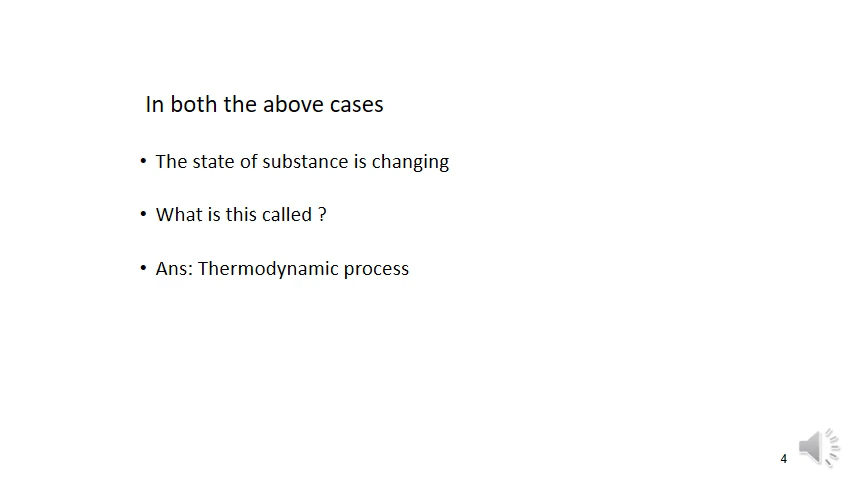 In both the above cases
• The state of substance is changing
• What is this called ?
• Ans: Thermodynamic process
4